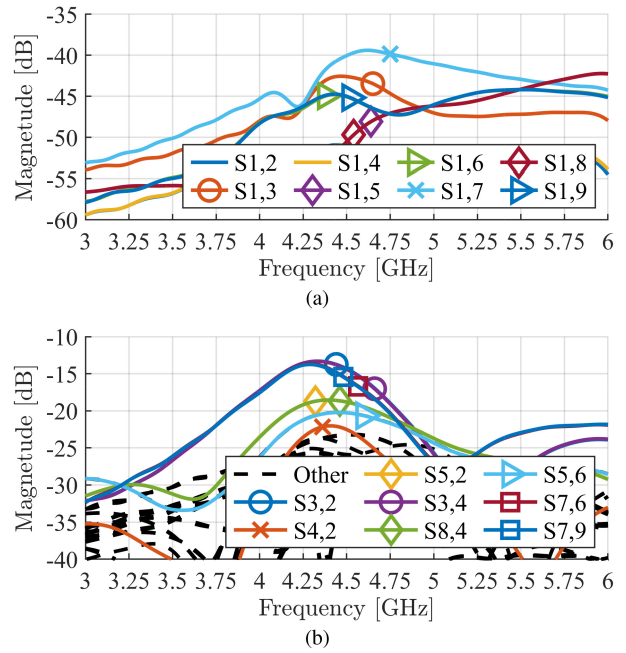 -35
-40
-45
-50
-55
-60
Magnetude [dB]
S1,2 S1,4 S1,6 S1,8
S1,3 S1,5 S1,7 S1,9
3 3.25 3.5 3.75 4 4.25 4.5 4.75 5 5.25 5.5 5.75 6
Frequency [GHz]
(a)
-10
-15
-20
-25
-30
-35
-40
Magnetude [dB]
Other S5,2 S5,6
S3,2 S3,4 S7,6
S4,2 S8,4 S7,9
3 3.25 3.5 3.75 4 4.25 4.5 4.75 5 5.25 5.5 5.75 6
Frequency [GHz]
(b)